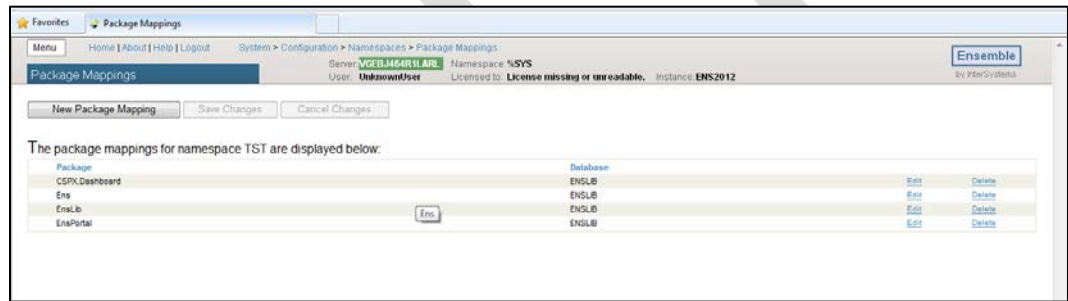 Favorites Package Mappings
Menu Home | About | Help | Logout System > Configuration > Namespaces > Package Mappings
Server: VGEBJ464R1LARL Namespace: %SYS
User: UnknownUser Licensed to: License missing or unreadable. Instance: ENS2012
Package Mappings
Ensemble
by InterSystems
New Package Mapping Save Changes Cancel Changes
The package mappings for namespace TST are displayed below:
Package Database
CSPX.Dashboard ENSLIB Edit Delete
Ens ENSLIB Edit Delete
EnsLib ENSLIB Edit Delete
Ens
EnsPortal ENSLIB Edit Delete